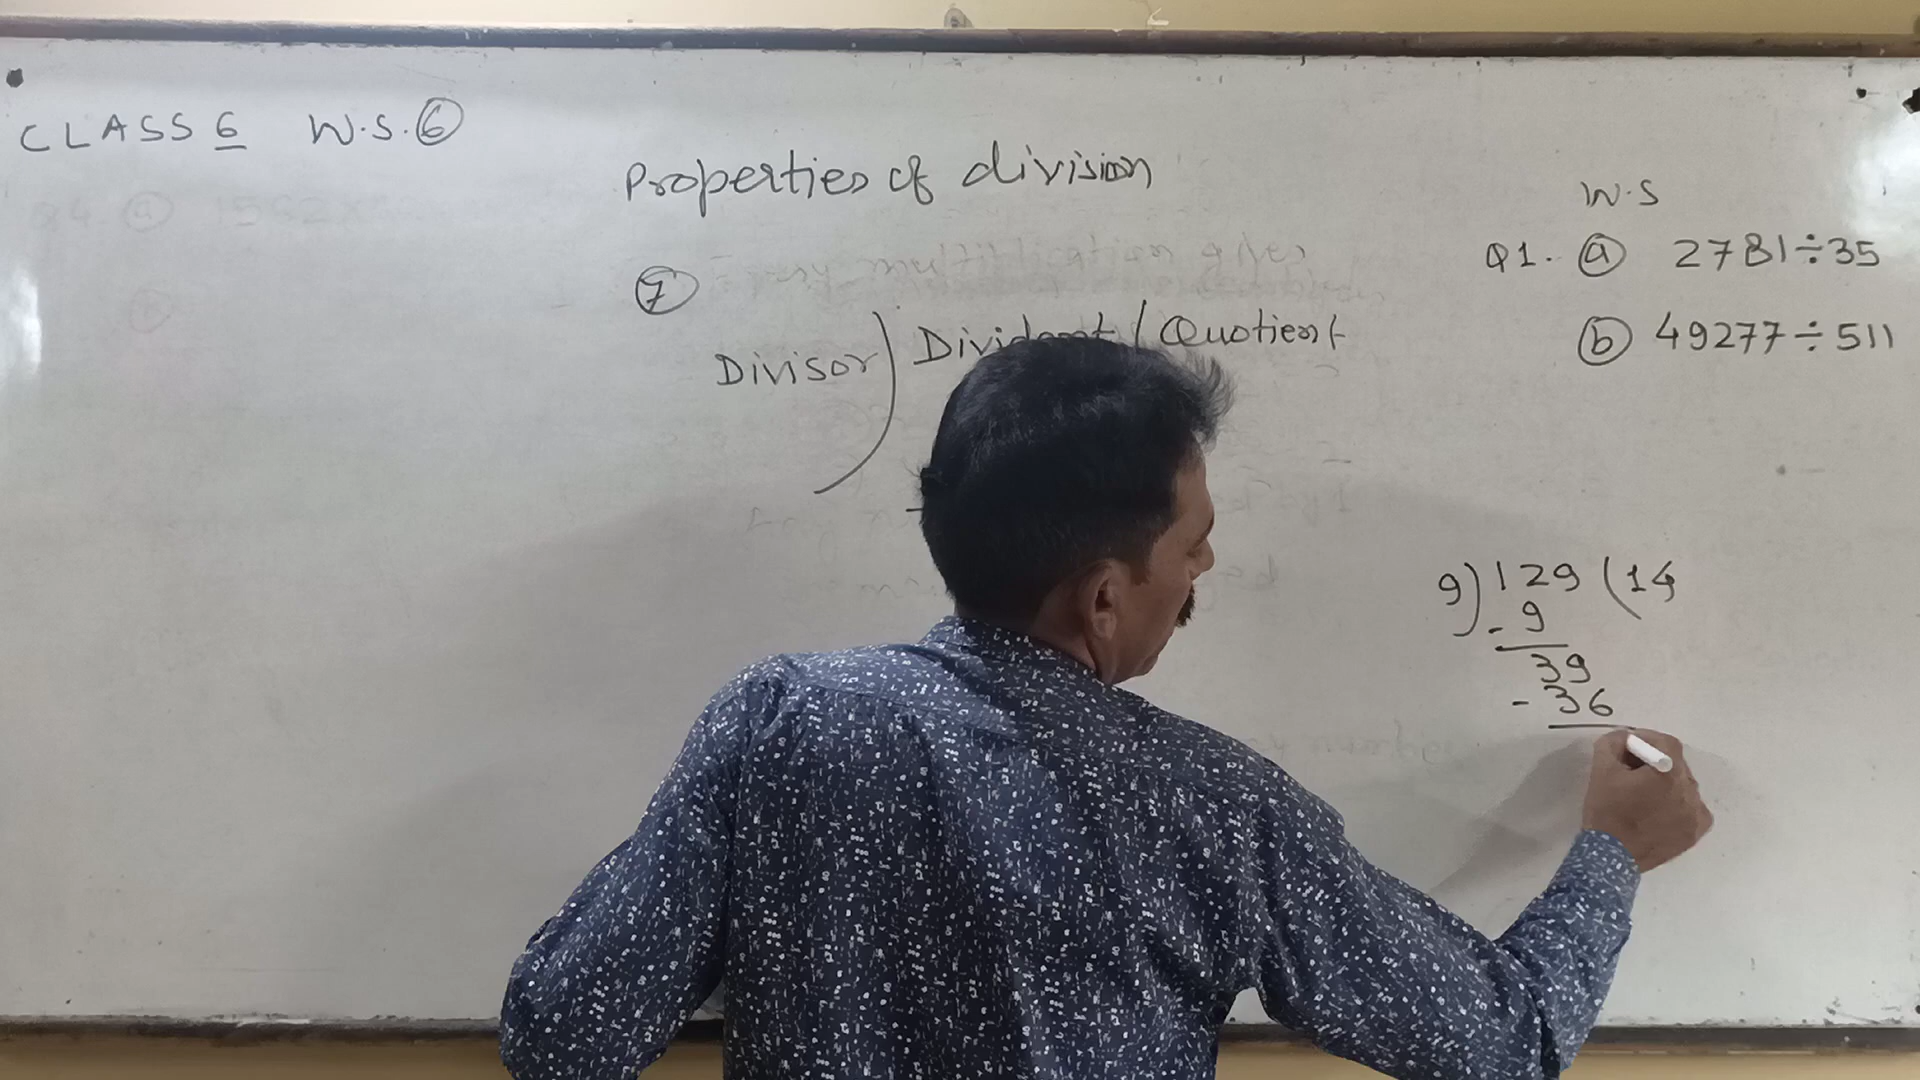 CLASS 6 W.S. 6
Properties of division
7
Divisor) Dividant / Quotient
W.S
Q1. a 2781÷35
b 49277÷511
9)129(14
- 9
39
- 36